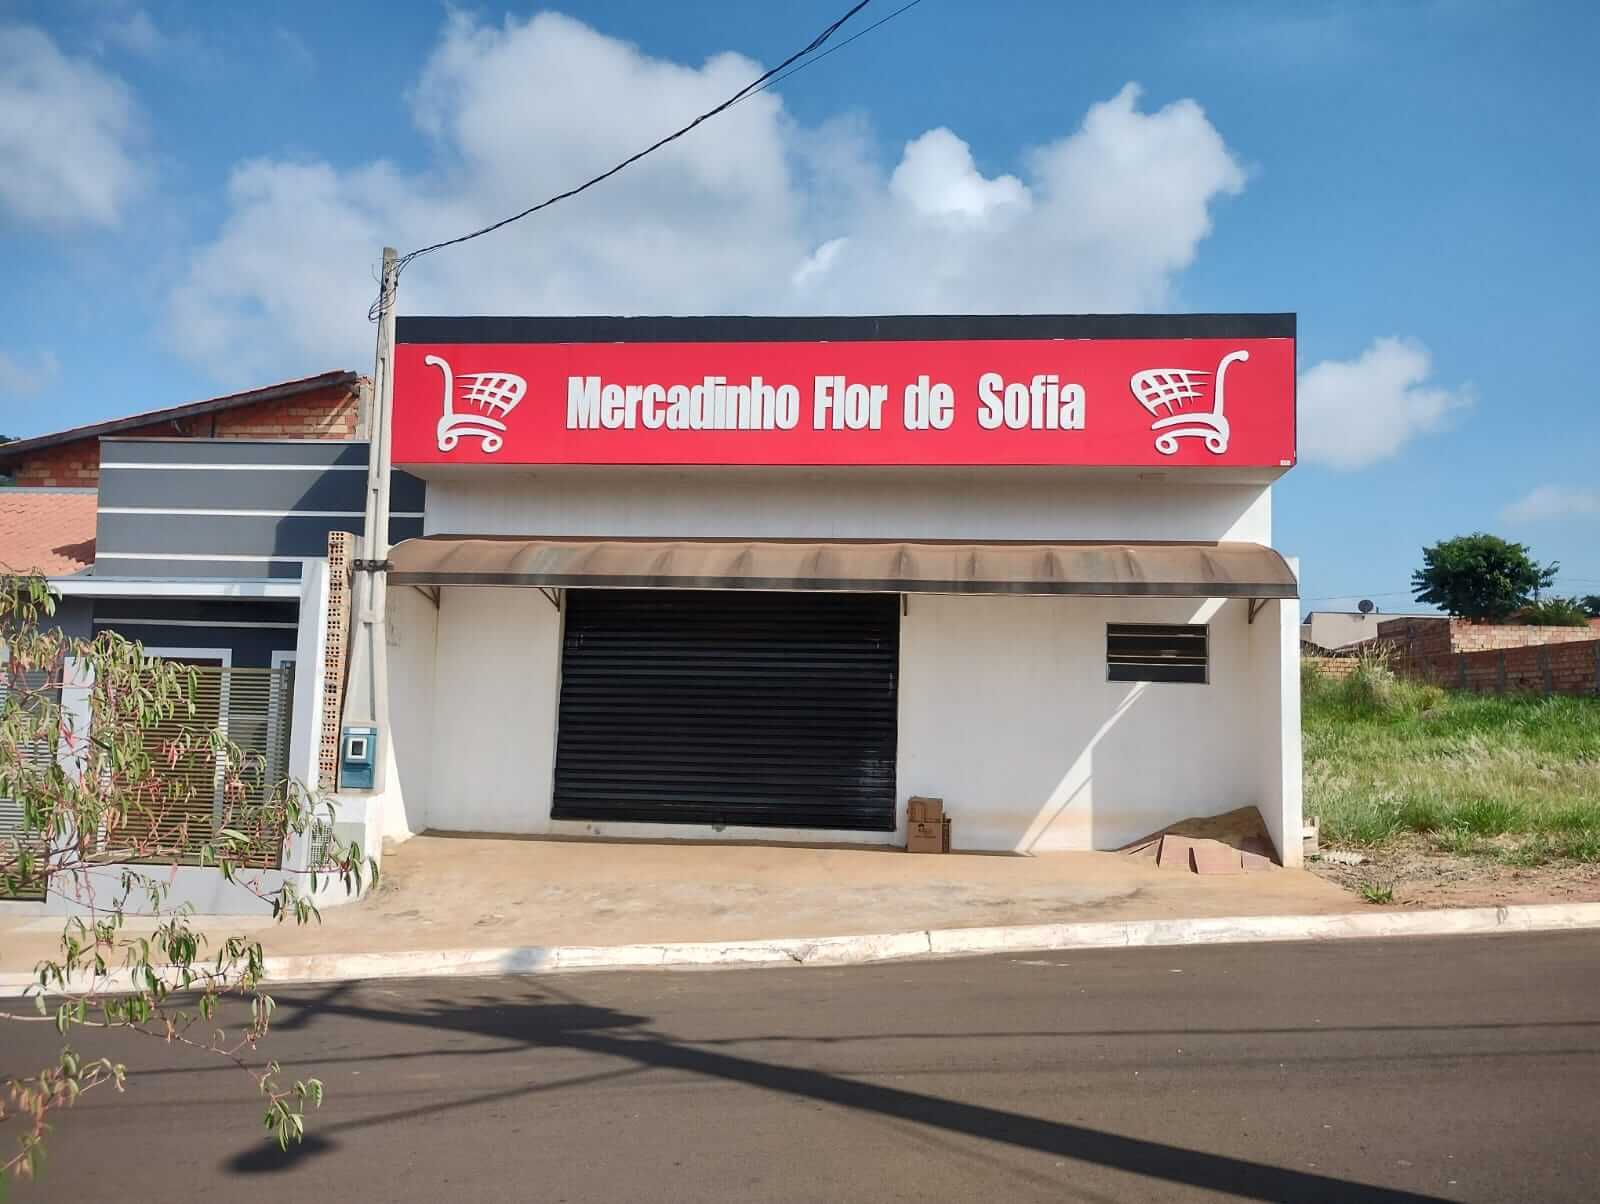 Mercadinho Flor de Sofia